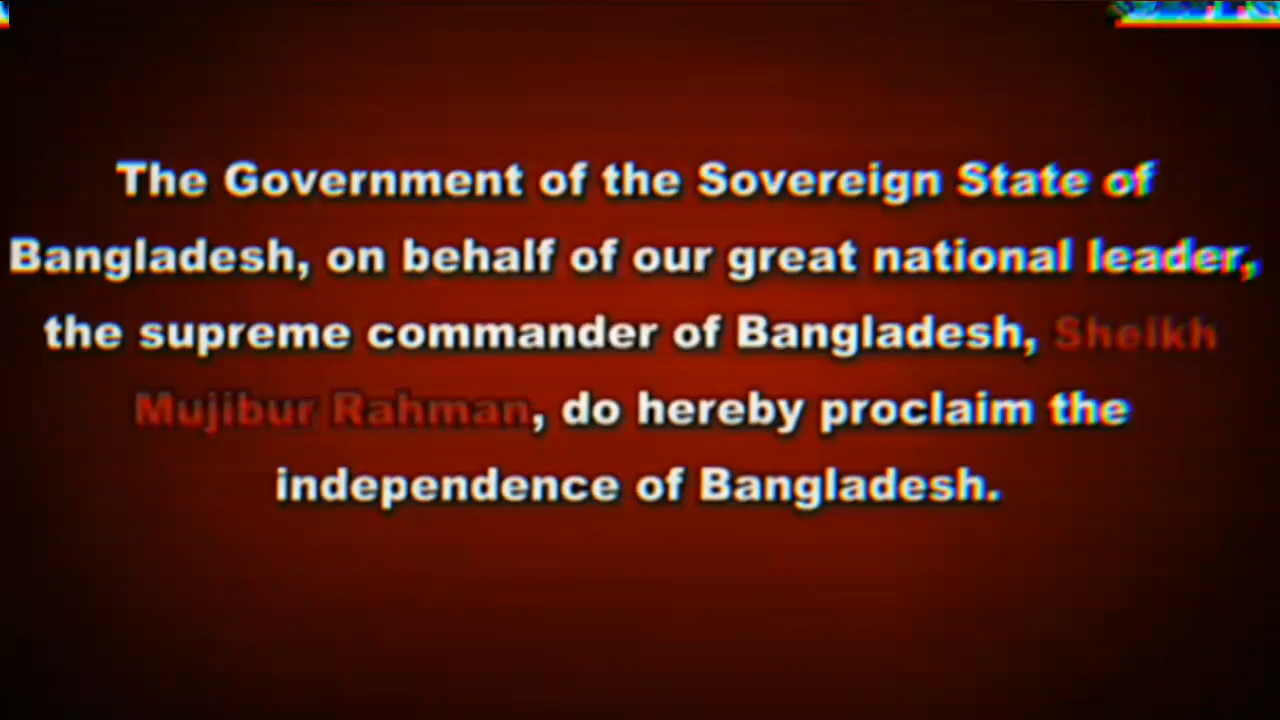 The Government of the Sovereign State of
Bangladesh, on behalf of our great national leader,
the supreme commander of Bangladesh, Sheikh
Mujibur Rahman, do hereby proclaim the
independence of Bangladesh.